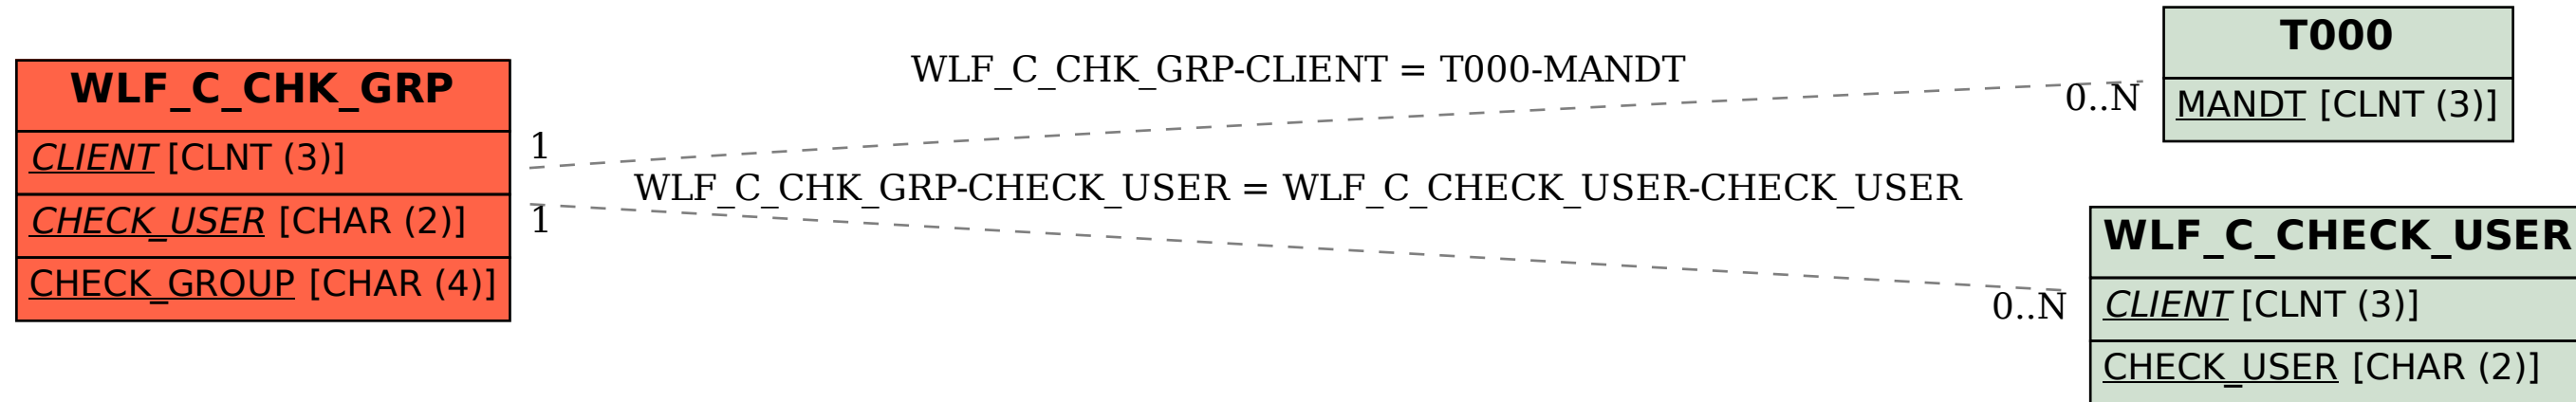 WLF_C_CHK_GRP
CLIENT [CLNT (3)]
CHECK_USER [CHAR (2)]
CHECK_GROUP [CHAR (4)]
WLF_C_CHK_GRP-CLIENT = T000-MANDT
1
0..N
WLF_C_CHK_GRP-CHECK_USER = WLF_C_CHECK_USER-CHECK_USER
1
0..N
T000
MANDT [CLNT (3)]
WLF_C_CHECK_USER
CLIENT [CLNT (3)]
CHECK_USER [CHAR (2)]